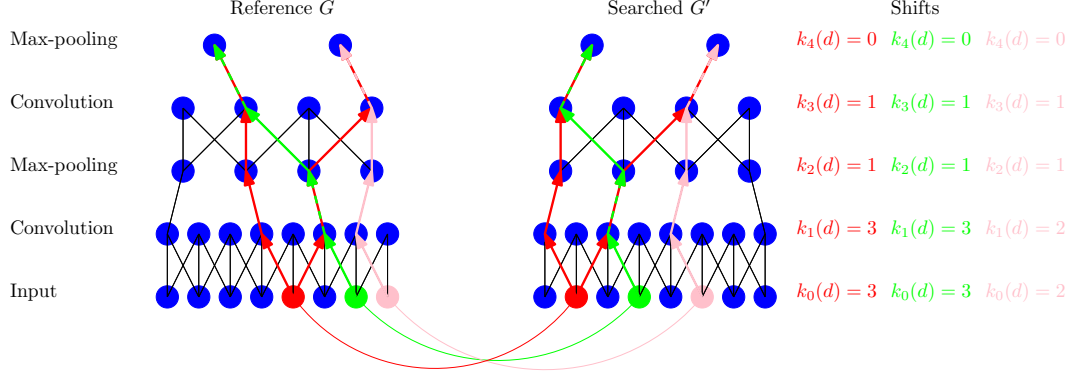 Reference G Searched G′ Shifts
Max-pooling k₄(d) = 0 k₄(d) = 0 k₄(d) = 0
Convolution k₃(d) = 1 k₃(d) = 1 k₃(d) = 1
Max-pooling k₂(d) = 1 k₂(d) = 1 k₂(d) = 1
Convolution k₁(d) = 3 k₁(d) = 3 k₁(d) = 2
Input k₀(d) = 3 k₀(d) = 3 k₀(d) = 2